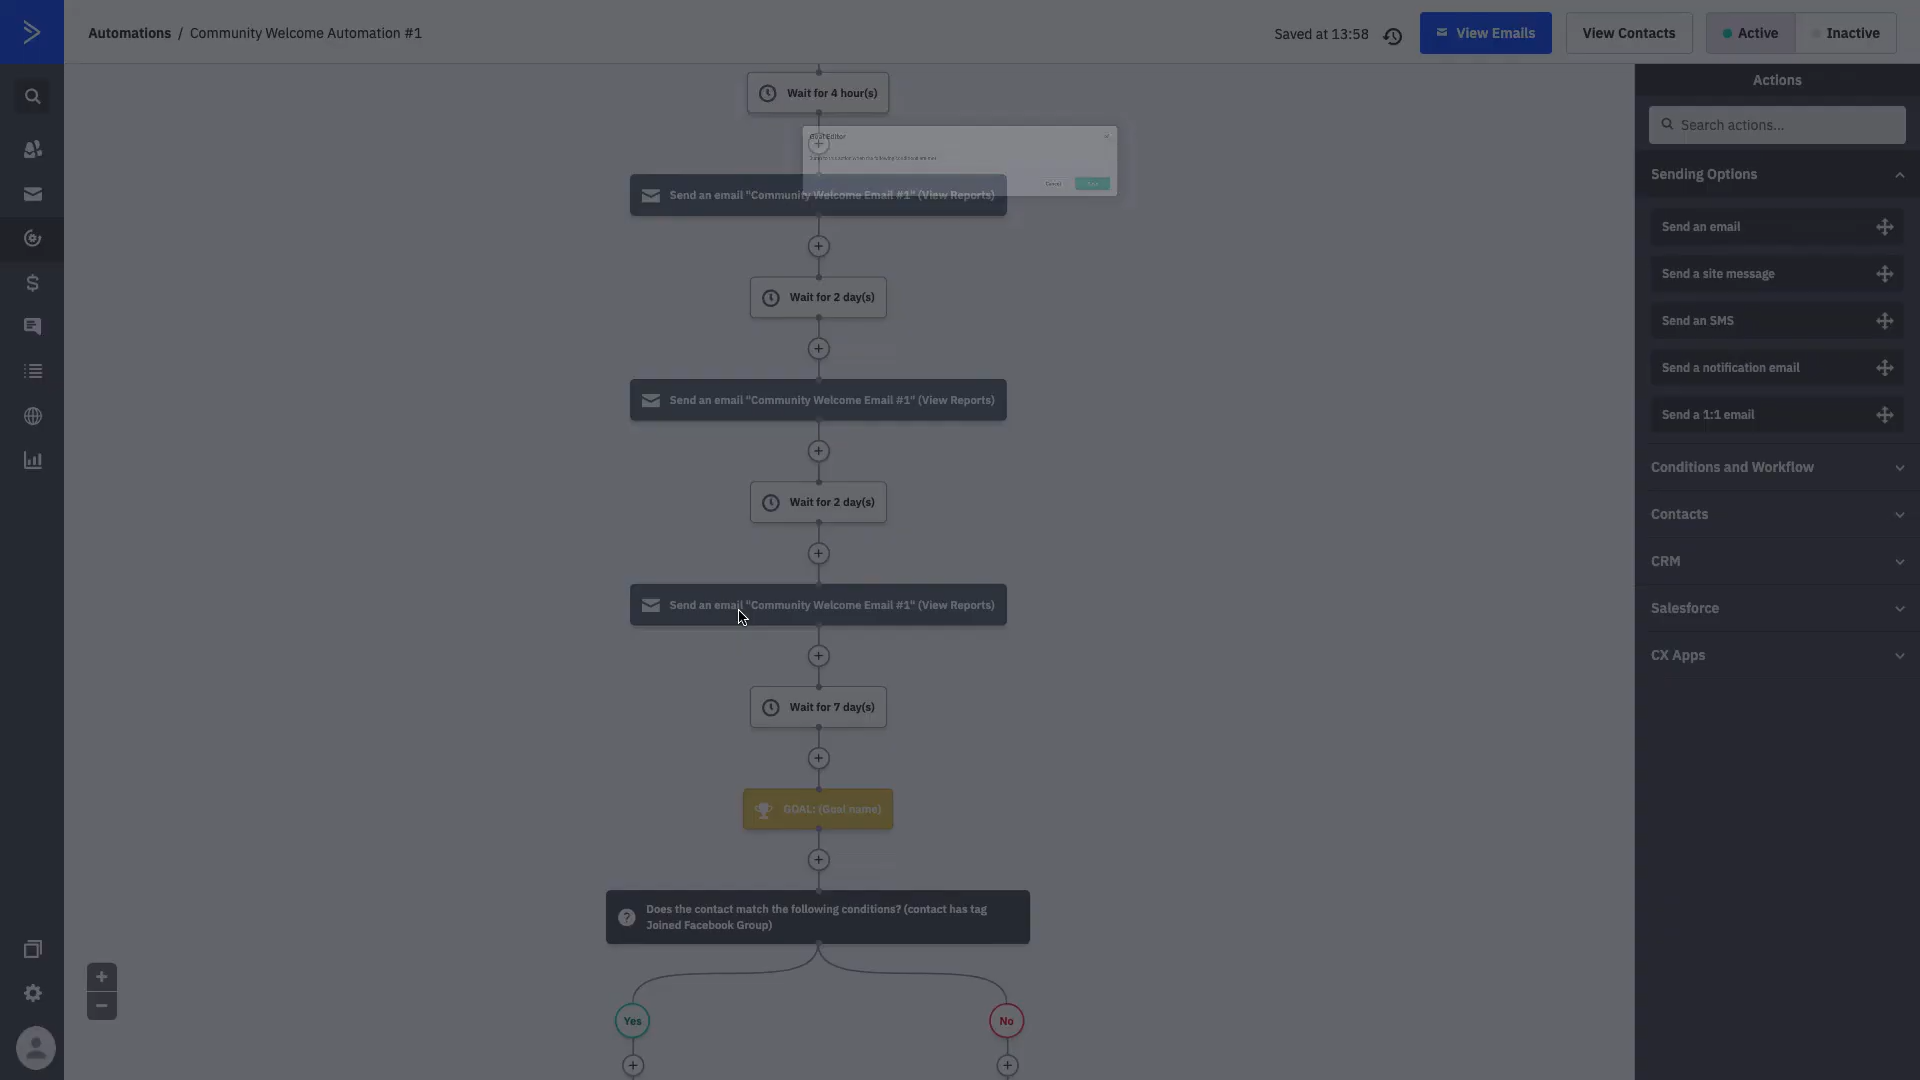 Automations / Community Welcome Automation #1
Saved at 13:58
View Emails
View Contacts
Active
Inactive
Wait for 4 hour(s)
Goal Editor
Send an email "Community Welcome Email #1" (View Reports)
Wait for 2 day(s)
Send an email "Community Welcome Email #1" (View Reports)
Wait for 2 day(s)
Send an email "Community Welcome Email #1" (View Reports)
Wait for 7 day(s)
GOAL: (Goal name)
Does the contact match the following conditions? (contact has tag
Joined Facebook Group)
Yes
No
Actions
Search actions...
Sending Options
Send an email
Send a site message
Send an SMS
Send a notification email
Send a 1:1 email
Conditions and Workflow
Contacts
CRM
Salesforce
CX Apps